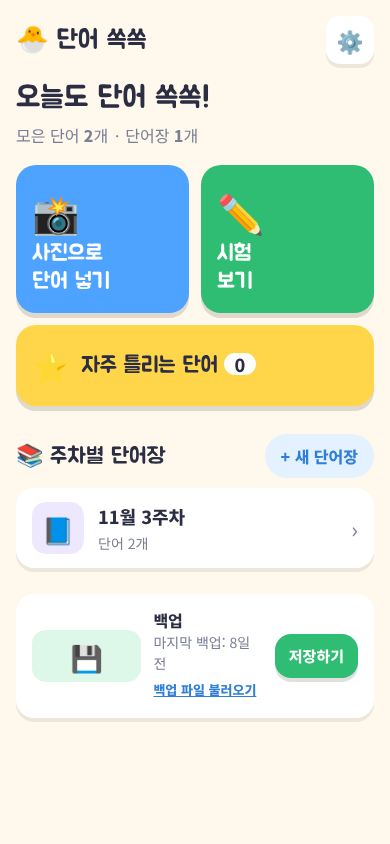 단어 쏙쏙
오늘도 단어 쏙쏙!
모은 단어 2개 · 단어장 1개
사진으로
단어 넣기
시험
보기
자주 틀리는 단어 0
주차별 단어장
+ 새 단어장
11월 3주차
단어 2개
›
백업
마지막 백업: 8일
전
백업 파일 불러오기
저장하기